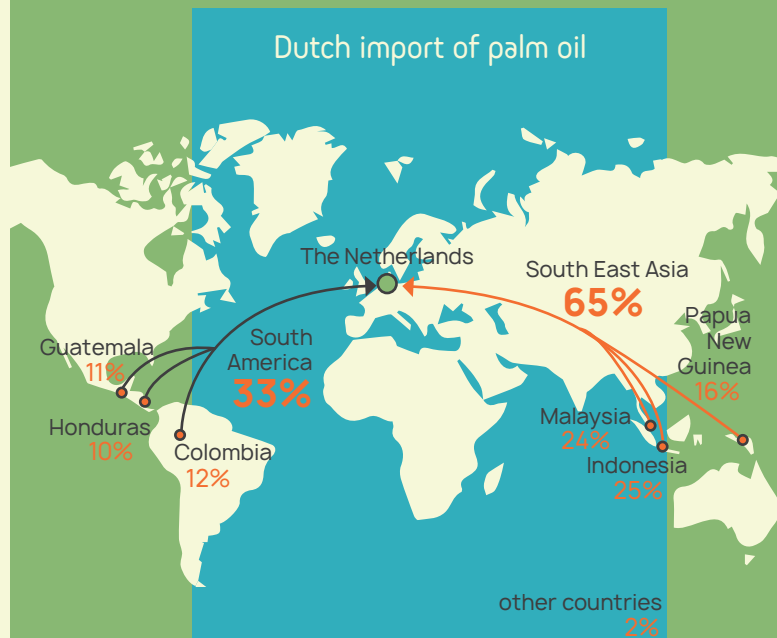 Dutch import of palm oil
The Netherlands
South East Asia
65%
Papua
New
Guinea
16%
South
America
33%
Guatemala
11%
Honduras
10%
Colombia
12%
Malaysia
24%
Indonesia
25%
other countries
2%